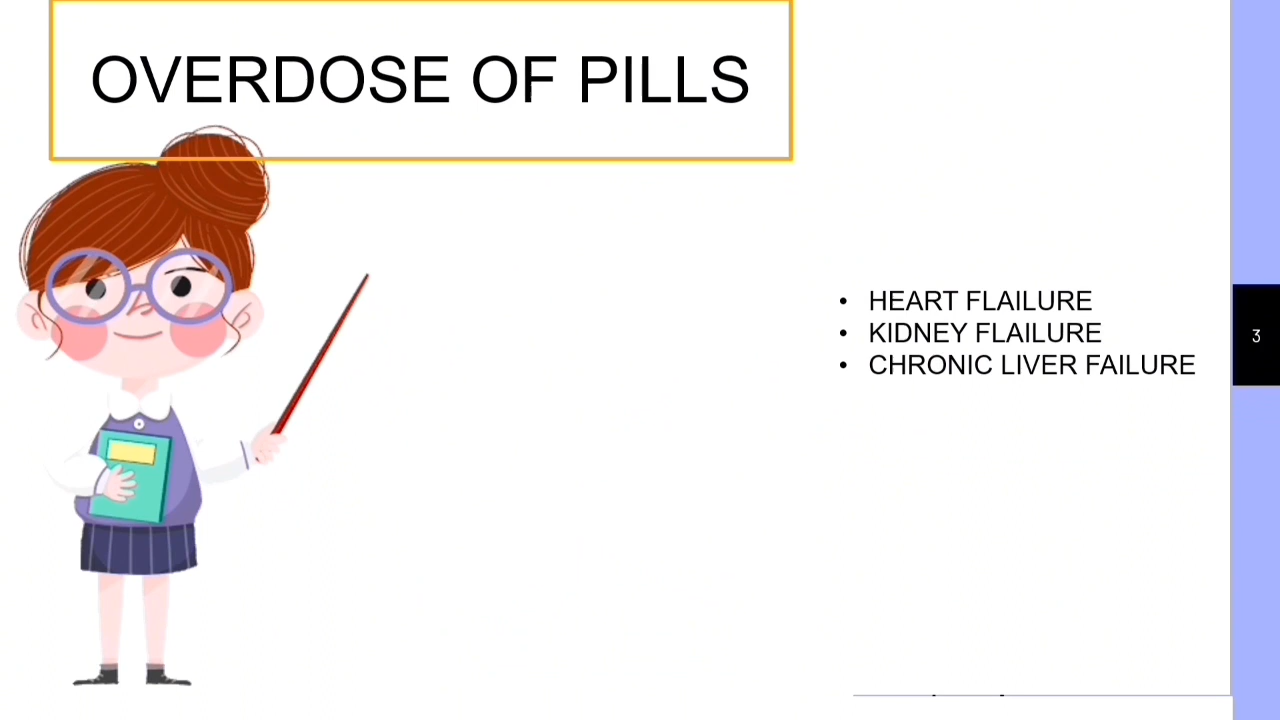 OVERDOSE OF PILLS
• HEART FLAILURE
• KIDNEY FLAILURE
• CHRONIC LIVER FAILURE
3